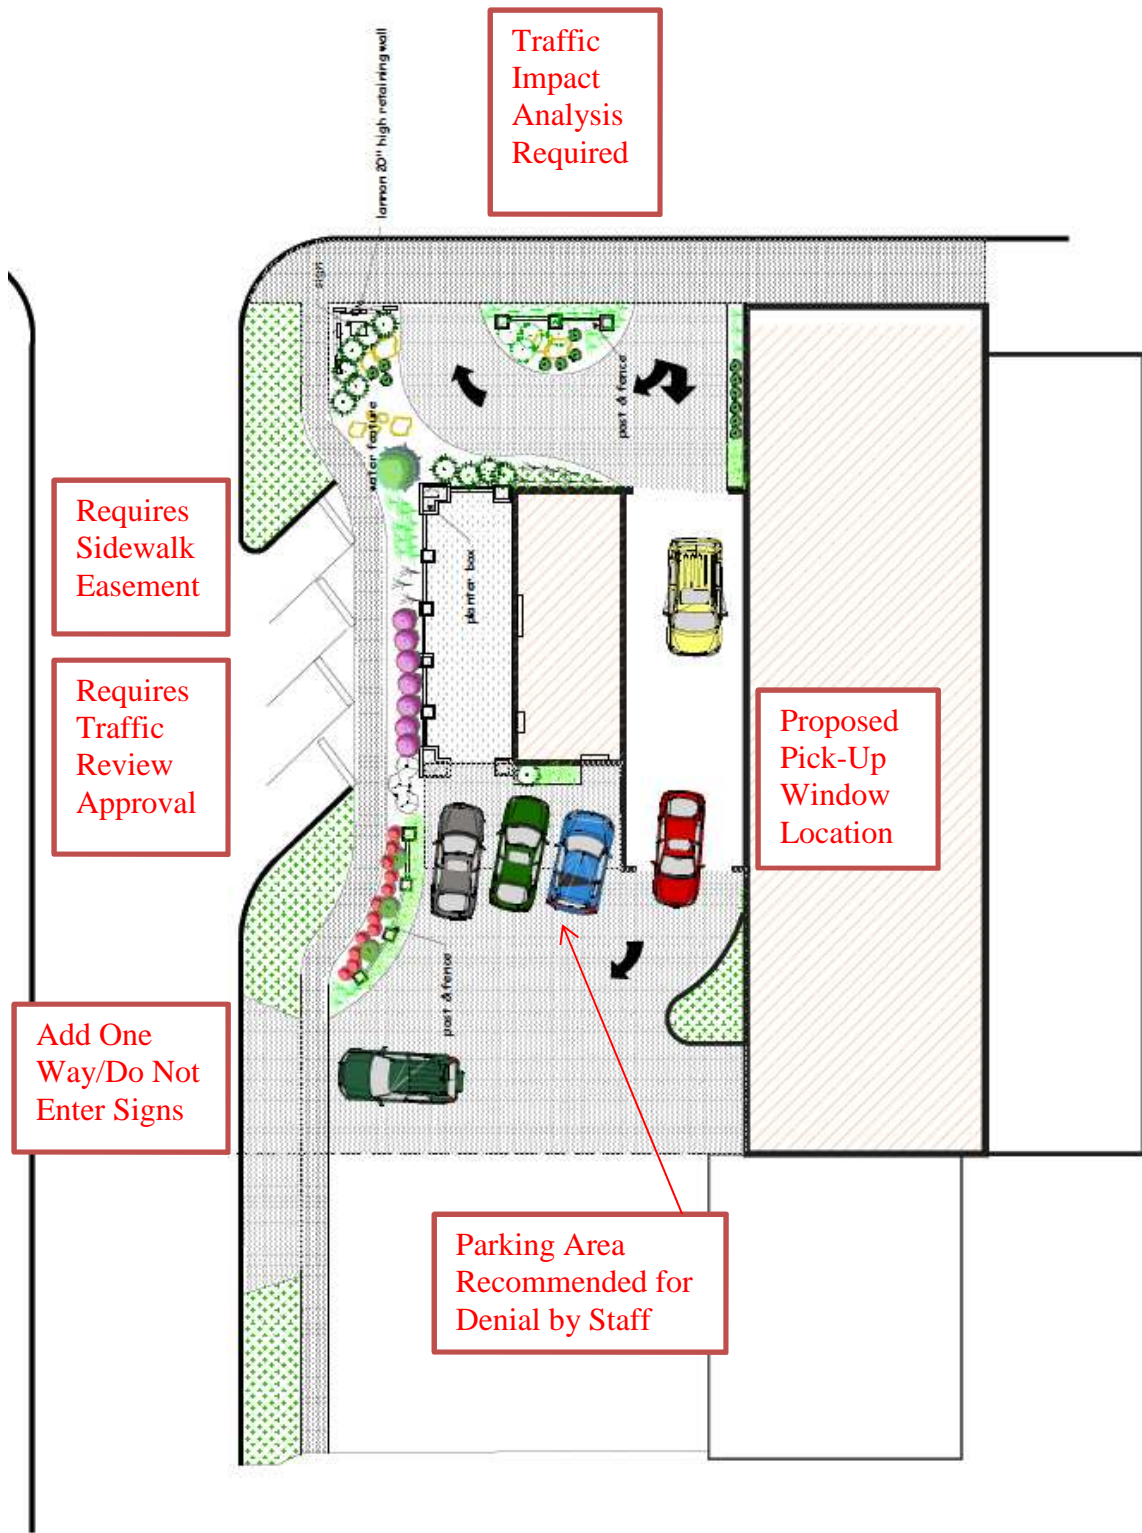 Traffic
Impact
Analysis
Required
lannon 20" high retaining wall
sign
post & fence
water feature
planter box
Requires
Sidewalk
Easement
Requires
Traffic
Review
Approval
Proposed
Pick-Up
Window
Location
post & fence
Add One
Way/Do Not
Enter Signs
Parking Area
Recommended for
Denial by Staff